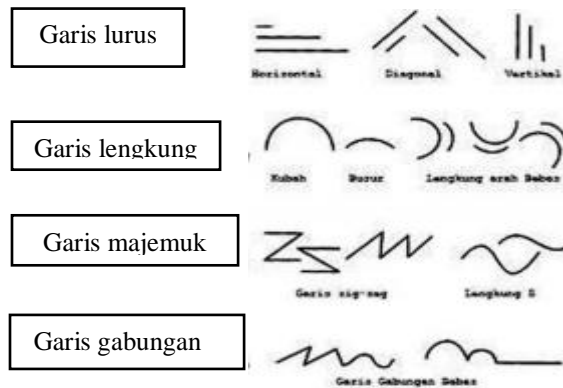 Garis lurus
Horizontal Diagonal Vertikal
Garis lengkung
Kubah Busur Lengkung arah Bebas
Garis majemuk
Garis zig-zag Lengkung S
Garis gabungan
Garis Gabungan Bebas